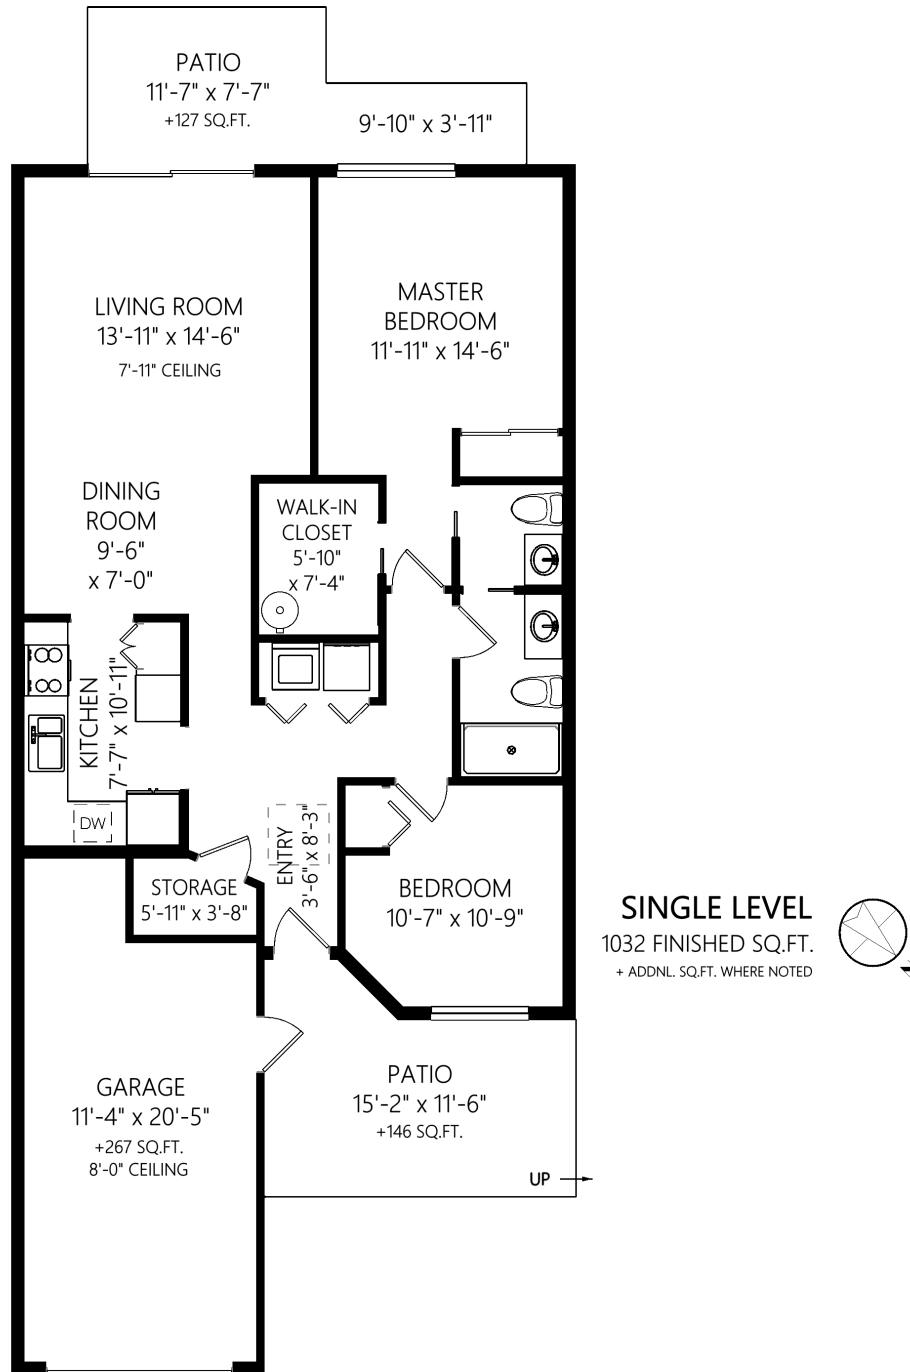 PATIO
11'-7" x 7'-7"
+127 SQ.FT.
9'-10" x 3'-11"
LIVING ROOM
13'-11" x 14'-6"
7'-11" CEILING
MASTER
BEDROOM
11'-11" x 14'-6"
DINING
ROOM
9'-6"
x 7'-0"
WALK-IN
CLOSET
5'-10"
x 7'-4"
KITCHEN
7'-7" x 10'-11"
DW
ENTRY
3'-6" x 8'-3"
STORAGE
5'-11" x 3'-8"
BEDROOM
10'-7" x 10'-9"
SINGLE LEVEL
1032 FINISHED SQ.FT.
+ ADDNL. SQ.FT. WHERE NOTED
GARAGE
11'-4" x 20'-5"
+267 SQ.FT.
8'-0" CEILING
PATIO
15'-2" x 11'-6"
+146 SQ.FT.
UP